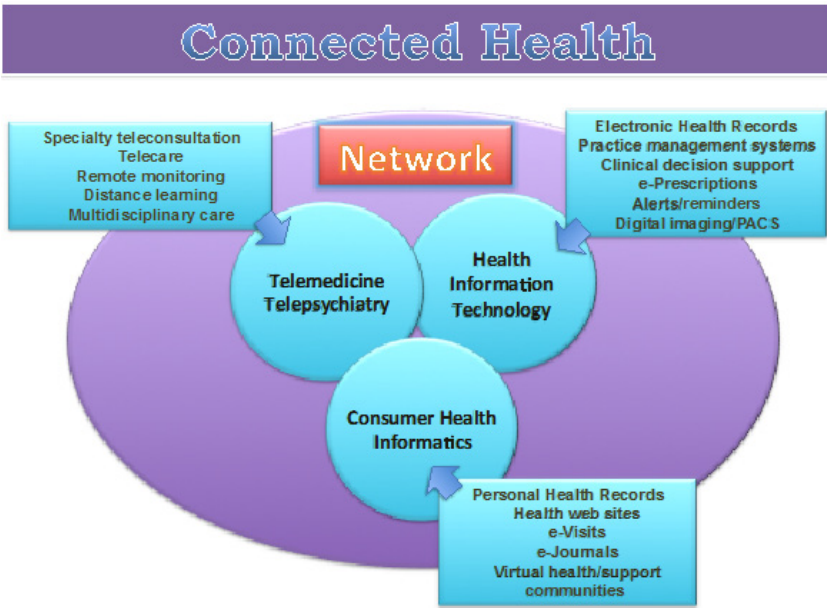 Connected Health
Specialty teleconsultation
Telecare
Remote monitoring
Distance learning
Multidisciplinary care
Network
Electronic Health Records
Practice management systems
Clinical decision support
e-Prescriptions
Alerts/reminders
Digital imaging/PACS
Telemedicine
Telepsychiatry
Health
Information
Technology
Consumer Health
Informatics
Personal Health Records
Health web sites
e-Visits
e-Journals
Virtual health/support
communities